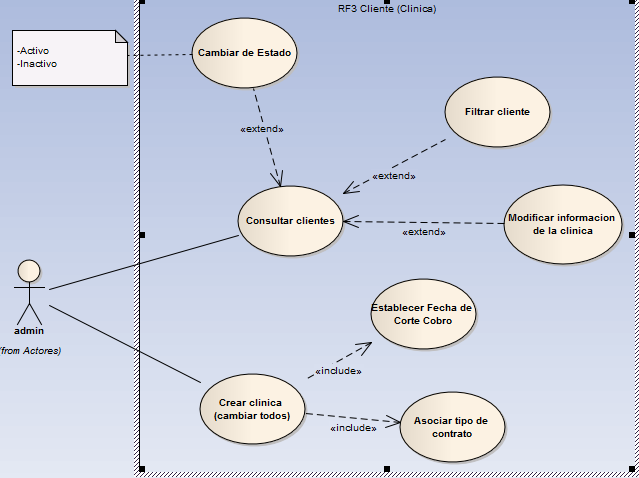 RF3 Cliente (Clinica)
-Activo
-Inactivo
Cambiar de Estado
Filtrar cliente
«extend»
«extend»
Consultar clientes
Modificar informacion
de la clinica
«extend»
admin
(from Actores)
Establecer Fecha de
Corte Cobro
«include»
Crear clinica
(cambiar todos)
Asociar tipo de
contrato
«include»